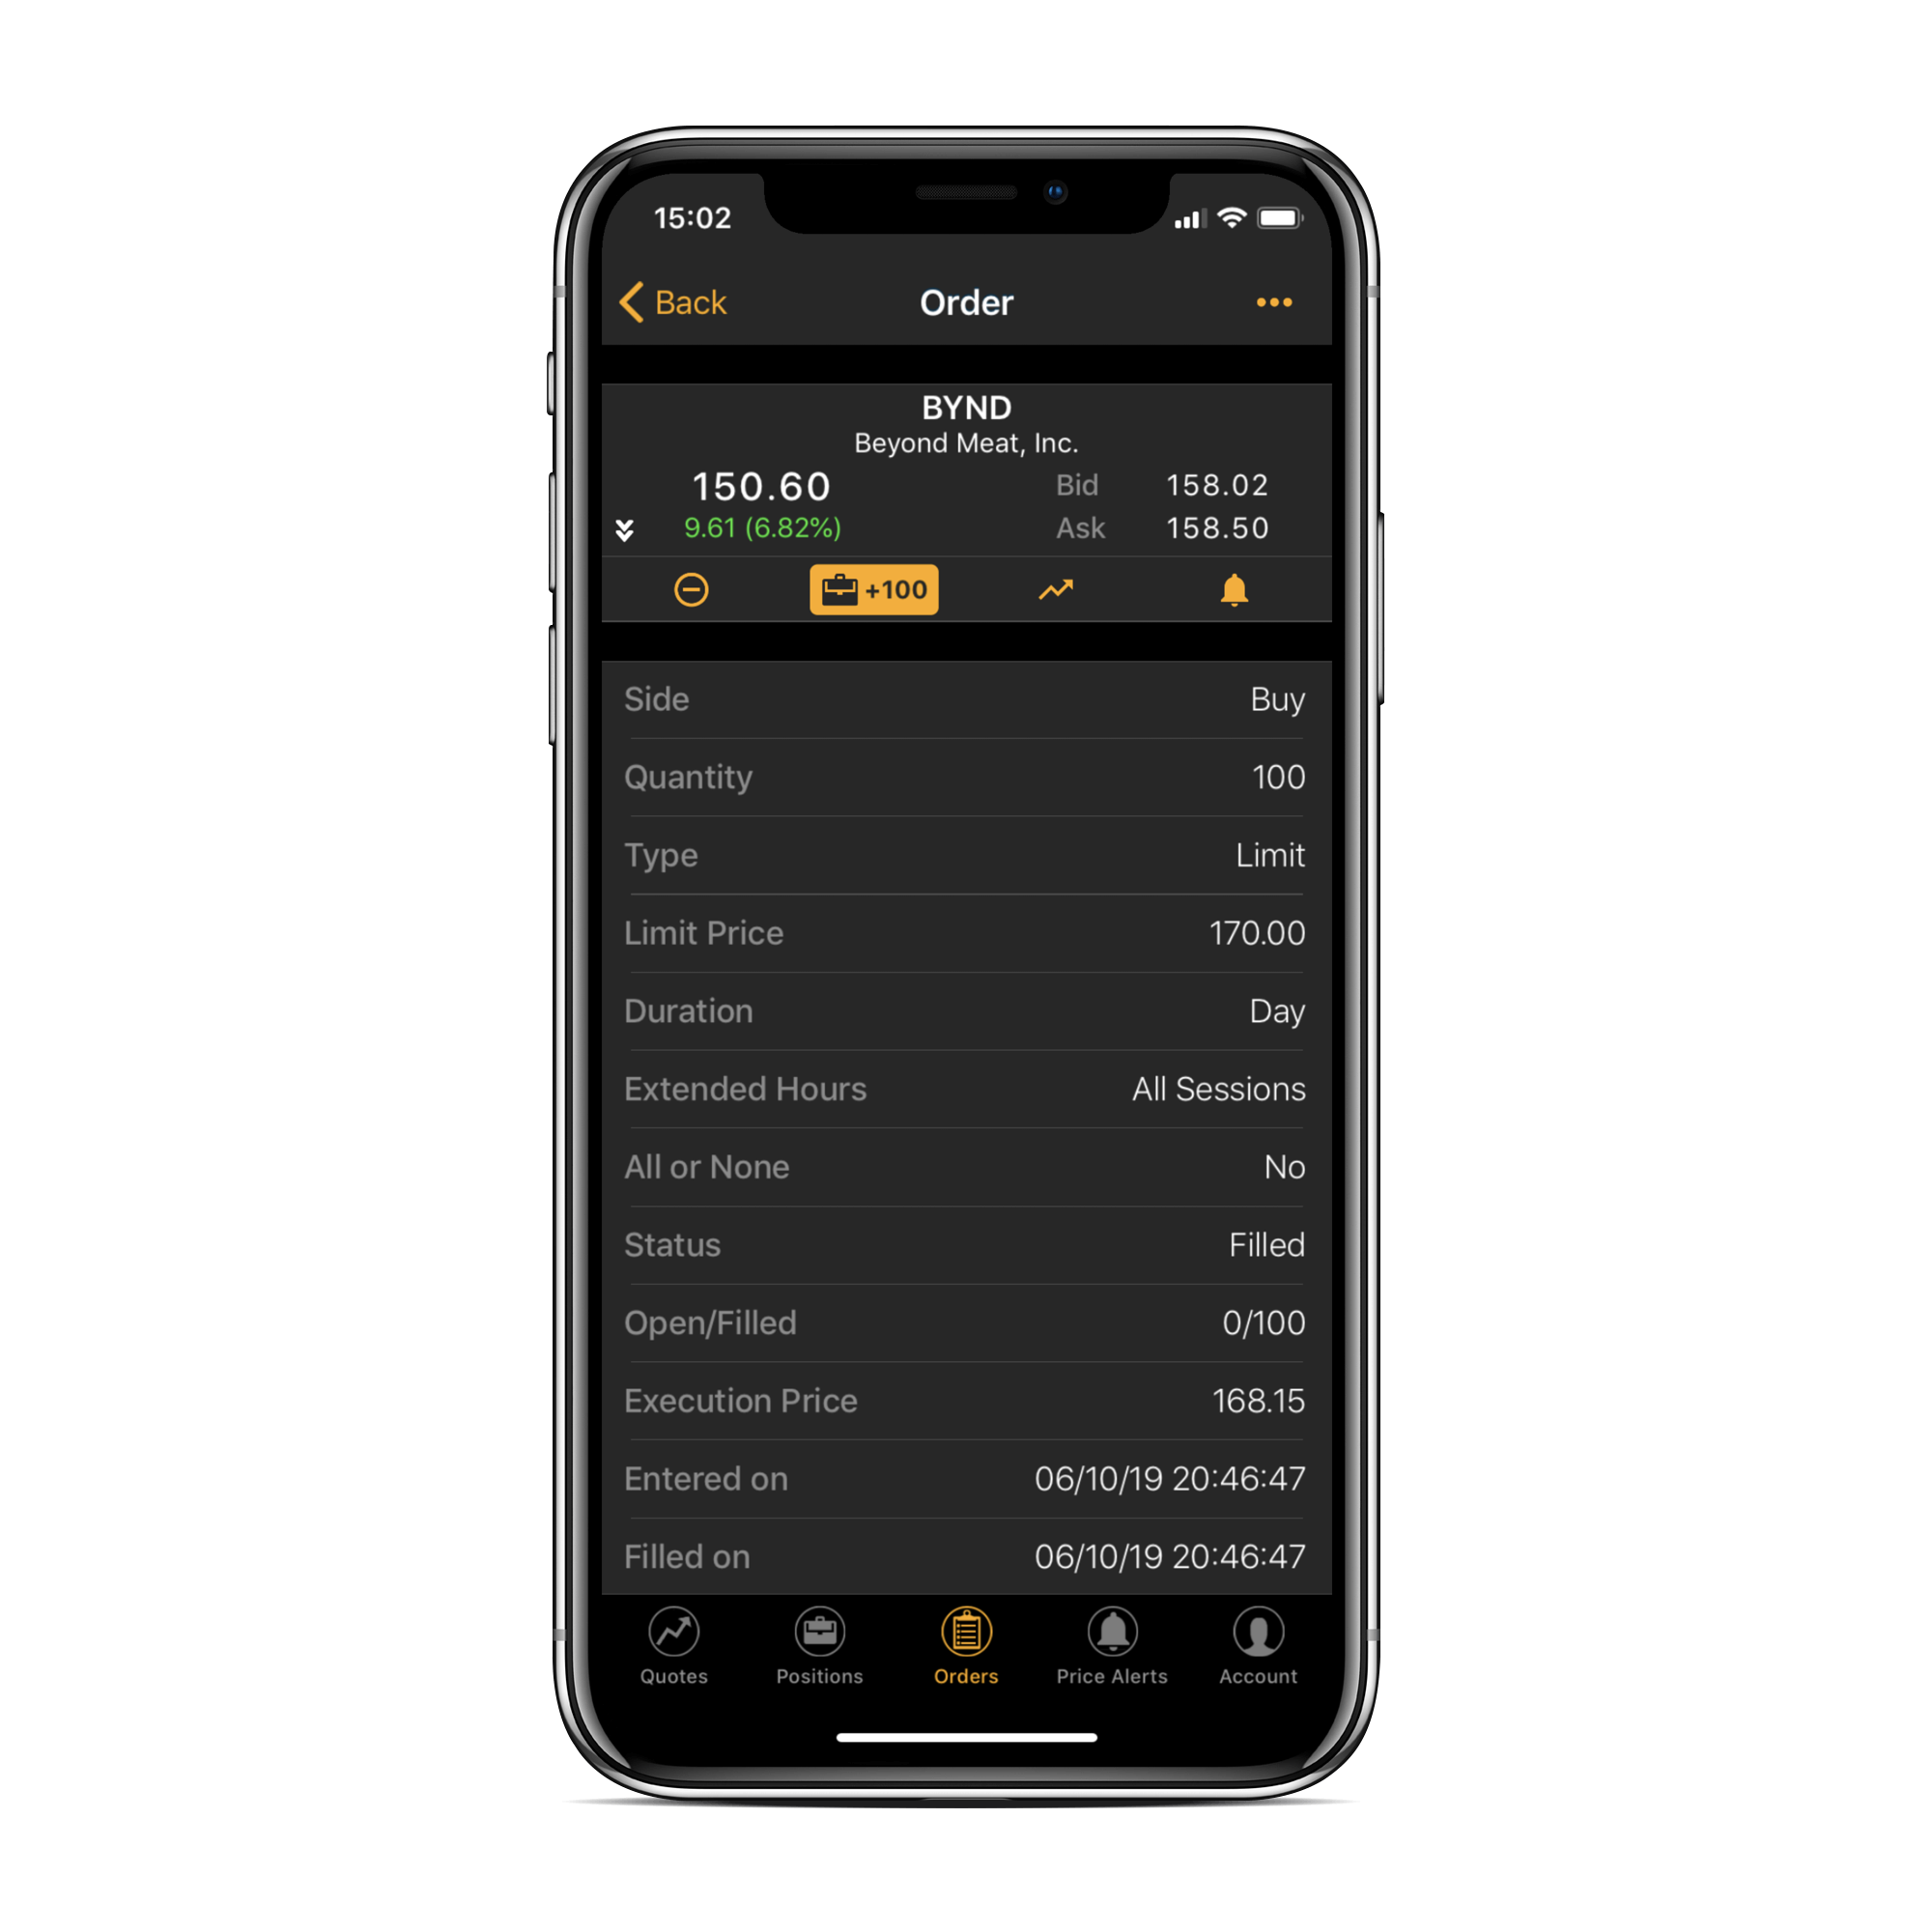 15:02
Back Order
BYND
Beyond Meat, Inc.
150.60 Bid 158.02
9.61 (6.82%) Ask 158.50
+100
Side Buy
Quantity 100
Type Limit
Limit Price 170.00
Duration Day
Extended Hours All Sessions
All or None No
Status Filled
Open/Filled 0/100
Execution Price 168.15
Entered on 06/10/19 20:46:47
Filled on 06/10/19 20:46:47
Quotes Positions Orders Price Alerts Account